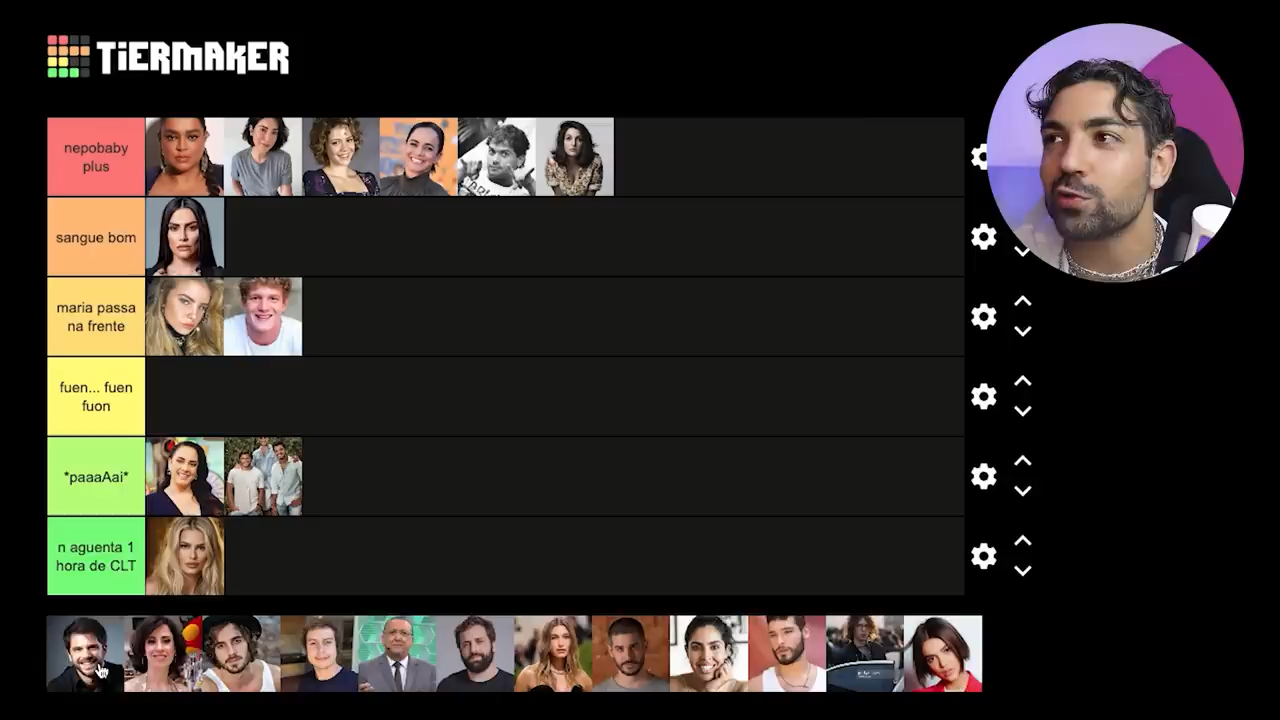 TiERMAKER
nepobaby
plus
sangue bom
maria passa
na frente
fuen... fuen
fuon
*paaaAai*
n aguenta 1
hora de CLT